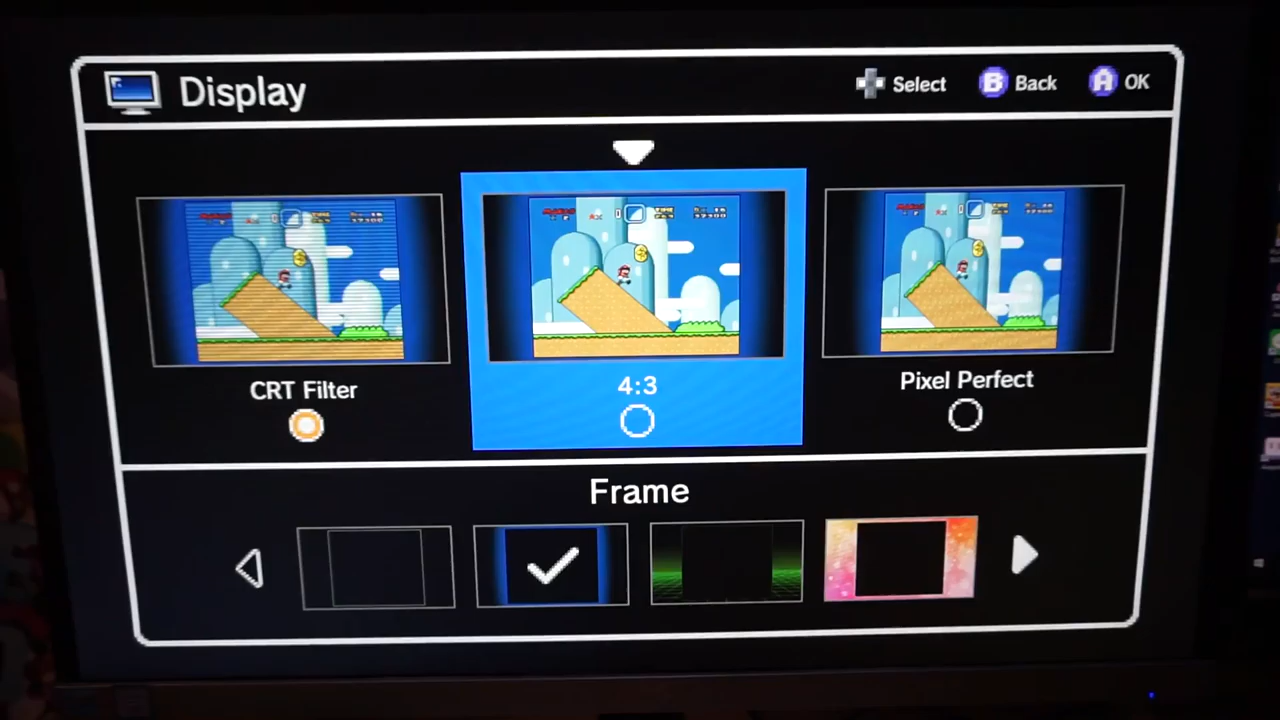 Display
Select
B Back
A OK
CRT Filter
4:3
Pixel Perfect
Frame